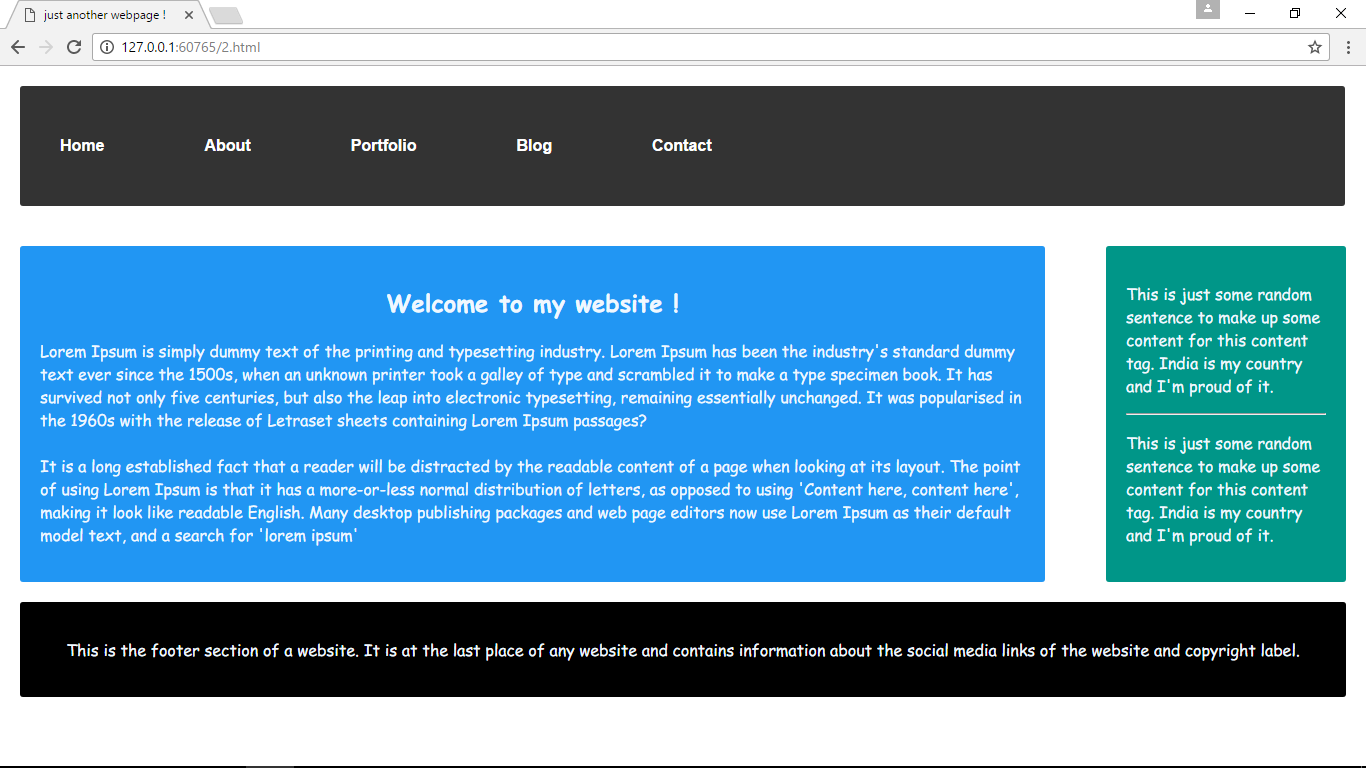 just another webpage !
127.0.0.1:60765/2.html
Home About Portfolio Blog Contact
Welcome to my website !
Lorem Ipsum is simply dummy text of the printing and typesetting industry. Lorem Ipsum has been the industry's standard dummy
text ever since the 1500s, when an unknown printer took a galley of type and scrambled it to make a type specimen book. It has
survived not only five centuries, but also the leap into electronic typesetting, remaining essentially unchanged. It was popularised in
the 1960s with the release of Letraset sheets containing Lorem Ipsum passages?
It is a long established fact that a reader will be distracted by the readable content of a page when looking at its layout. The point
of using Lorem Ipsum is that it has a more-or-less normal distribution of letters, as opposed to using 'Content here, content here',
making it look like readable English. Many desktop publishing packages and web page editors now use Lorem Ipsum as their default
model text, and a search for 'lorem ipsum'
This is just some random
sentence to make up some
content for this content
tag. India is my country
and I'm proud of it.
This is just some random
sentence to make up some
content for this content
tag. India is my country
and I'm proud of it.
This is the footer section of a website. It is at the last place of any website and contains information about the social media links of the website and copyright label.